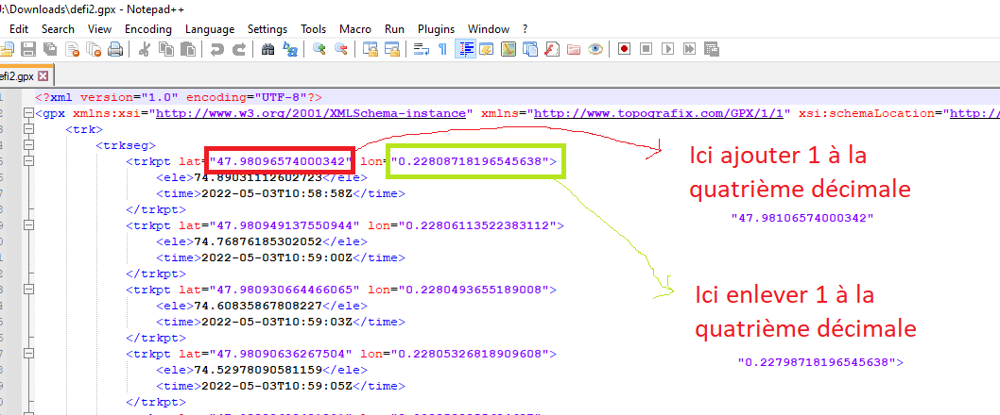 :\Downloads\defi2.gpx - Notepad++
Edit Search View Encoding Language Settings Tools Macro Run Plugins Window ?
efi2.gpx
<?xml version="1.0" encoding="UTF-8"?>
<gpx xmlns:xsi="http://www.w3.org/2001/XMLSchema-instance" xmlns="http://www.topografix.com/GPX/1/1" xsi:schemaLocation="http://
<trk>
<trkseg>
<trkpt lat="47.98096574000342" lon="0.22808718196545638">
<ele>74.89031112602723</ele>
<time>2022-05-03T10:58:58Z</time>
</trkpt>
<trkpt lat="47.980949137550944" lon="0.22806113522383112">
<ele>74.76876185302052</ele>
<time>2022-05-03T10:59:00Z</time>
</trkpt>
<trkpt lat="47.980930664466065" lon="0.2280493655189008">
<ele>74.60835867808227</ele>
<time>2022-05-03T10:59:03Z</time>
</trkpt>
<trkpt lat="47.98090636267504" lon="0.22805326818909608">
<ele>74.52978090581159</ele>
<time>2022-05-03T10:59:05Z</time>
</trkpt>
Ici ajouter 1 à la
quatrième décimale
"47.98106574000342"
Ici enlever 1 à la
quatrième décimale
"0.22798718196545638">